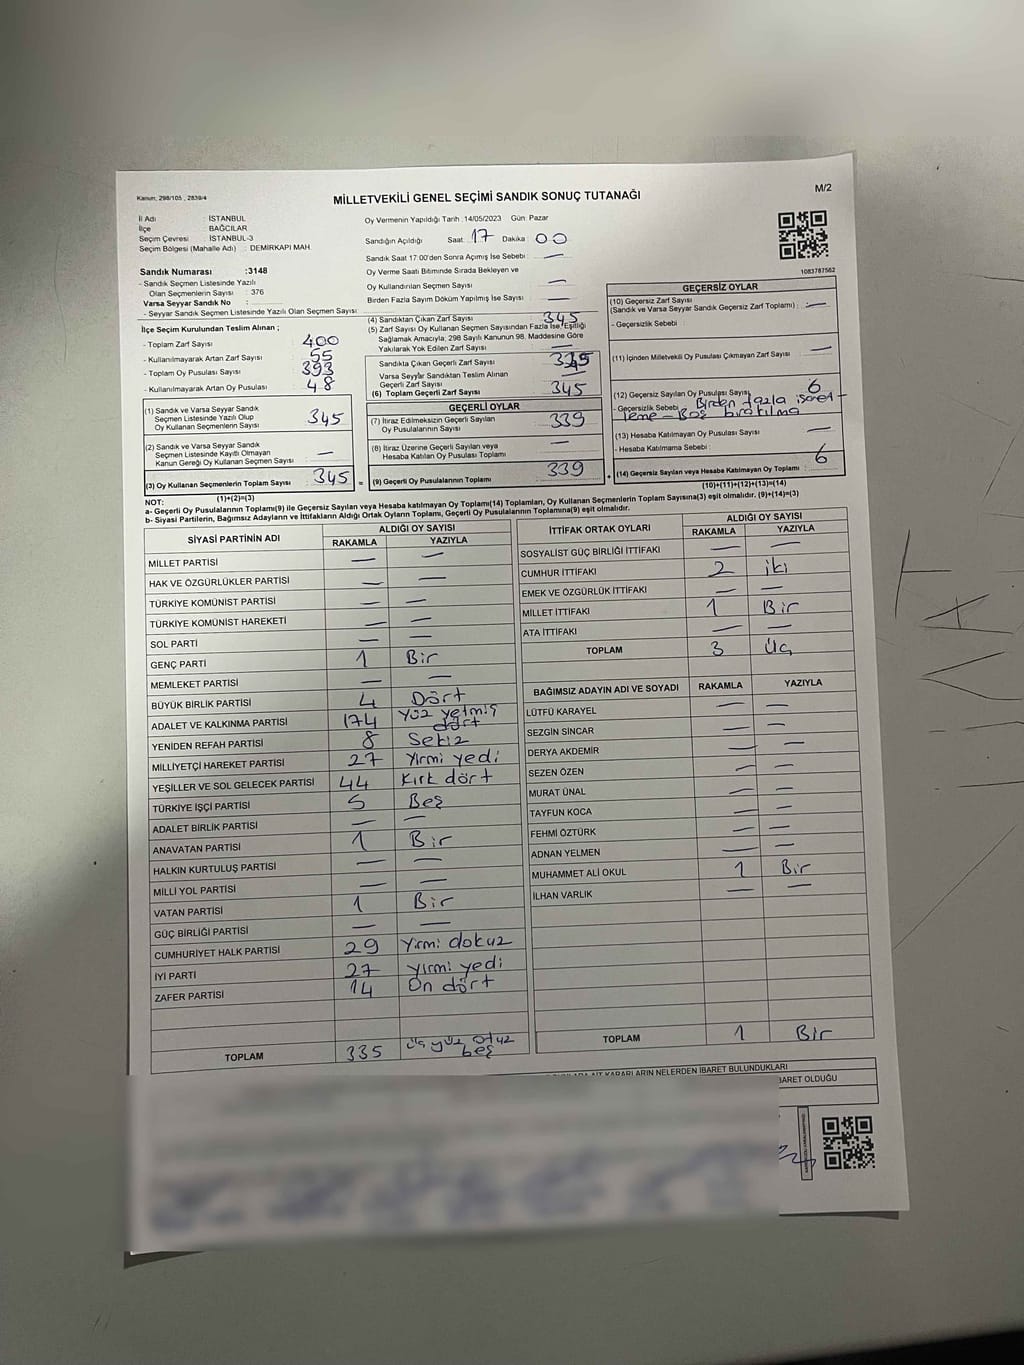 Kanun; 298/105 , 2839/4
MİLLETVEKİLİ GENEL SEÇİMİ SANDIK SONUÇ TUTANAĞI
M/2
İl Adı : İSTANBUL
İlçe : BAĞCILAR
Seçim Çevresi : İSTANBUL-3
Seçim Bölgesi (Mahalle Adı) : DEMİRKAPI MAH.
Oy Vermenin Yapıldığı Tarih :14/05/2023 Gün: Pazar
Sandığın Açıldığı Saat: 17 Dakika: 00
Sandık Saat 17:00'den Sonra Açılmış İse Sebebi : —
Oy Verme Saati Bitiminde Sırada Bekleyen ve
Oy Kullandırılan Seçmen Sayısı : —
Birden Fazla Sayım Döküm Yapılmış İse Sayısı : —
1083787562
Sandık Numarası :3148
- Sandık Seçmen Listesinde Yazılı
Olan Seçmenlerin Sayısı : 376
Varsa Seyyar Sandık No :
- Seyyar Sandık Seçmen Listesinde Yazılı Olan Seçmen Sayısı :
İlçe Seçim Kurulundan Teslim Alınan ;
- Toplam Zarf Sayısı : 400
- Kullanılmayarak Artan Zarf Sayısı : 55
- Toplam Oy Pusulası Sayısı : 393
- Kullanılmayarak Artan Oy Pusulası : 48
(1) Sandık ve Varsa Seyyar Sandık
Seçmen Listesinde Yazılı Olup
Oy Kullanan Seçmenlerin Sayısı : 345
(2) Sandık ve Varsa Seyyar Sandık
Seçmen Listesinde Kayıtlı Olmayan
Kanun Gereği Oy Kullanan Seçmen Sayısı : —
(3) Oy Kullanan Seçmenlerin Toplam Sayısı : 345
(1)+(2)=(3)
(4) Sandıktan Çıkan Zarf Sayısı : 345
(5) Zarf Sayısı Oy Kullanan Seçmen Sayısından Fazla İse, Eşitliği
Sağlamak Amacıyla; 298 Sayılı Kanunun 98. Maddesine Göre
Yakılarak Yok Edilen Zarf Sayısı : —
Sandıkta Çıkan Geçerli Zarf Sayısı : 345
Varsa Seyyar Sandıktan Teslim Alınan
Geçerli Zarf Sayısı : —
(6) Toplam Geçerli Zarf Sayısı : 345
GEÇERLİ OYLAR
(7) İtiraz Edilmeksizin Geçerli Sayılan
Oy Pusulalarının Sayısı : 339
(8) İtiraz Üzerine Geçerli Sayılan veya
Hesaba Katılan Oy Pusulası Toplamı : —
= (9) Geçerli Oy Pusulalarının Toplamı : 339 +
GEÇERSİZ OYLAR
(10) Geçersiz Zarf Sayısı
(Sandık ve Varsa Seyyar Sandık Geçersiz Zarf Toplamı) : —
- Geçersizlik Sebebi :
(11) İçinden Milletvekili Oy Pusulası Çıkmayan Zarf Sayısı : —
(12) Geçersiz Sayılan Oy Pusulası Sayısı : 6
- Geçersizlik Sebebi : Birden fazla işaret-
leme - Boş bırakılma
(13) Hesaba Katılmayan Oy Pusulası Sayısı : —
- Hesaba Katılmama Sebebi :
(14) Geçersiz Sayılan veya Hesaba Katılmayan Oy Toplamı : 6
(10)+(11)+(12)+(13)=(14)
NOT:
a- Geçerli Oy Pusulalarının Toplamı(9) ile Geçersiz Sayılan veya Hesaba katılmayan Oy Toplamı(14) Toplamları, Oy Kullanan Seçmenlerin Toplam Sayısına(3) eşit olmalıdır. (9)+(14)=(3)
b- Siyasi Partilerin, Bağımsız Adayların ve İttifakların Aldığı Ortak Oyların Toplamı, Geçerli Oy Pusulalarının Toplamına(9) eşit olmalıdır.
SİYASİ PARTİNİN ADI ALDIĞI OY SAYISI
RAKAMLA YAZIYLA
MİLLET PARTİSİ — —
HAK VE ÖZGÜRLÜKLER PARTİSİ — —
TÜRKİYE KOMÜNİST PARTİSİ — —
TÜRKİYE KOMÜNİST HAREKETİ — —
SOL PARTİ — —
GENÇ PARTİ 1 Bir
MEMLEKET PARTİSİ — —
BÜYÜK BİRLİK PARTİSİ 4 Dört
ADALET VE KALKINMA PARTİSİ 174 Yüz yetmiş dört
YENİDEN REFAH PARTİSİ 8 Sekiz
MİLLİYETÇİ HAREKET PARTİSİ 27 Yirmi yedi
YEŞİLLER VE SOL GELECEK PARTİSİ 44 Kırk dört
TÜRKİYE İŞÇİ PARTİSİ 5 Beş
ADALET BİRLİK PARTİSİ — —
ANAVATAN PARTİSİ 1 Bir
HALKIN KURTULUŞ PARTİSİ — —
MİLLİ YOL PARTİSİ — —
VATAN PARTİSİ 1 Bir
GÜÇ BİRLİĞİ PARTİSİ — —
CUMHURİYET HALK PARTİSİ 29 Yirmi dokuz
İYİ PARTİ 27 Yirmi yedi
ZAFER PARTİSİ 14 On dört
TOPLAM 335 üç yüz otuz beş
İTTİFAK ORTAK OYLARI ALDIĞI OY SAYISI
RAKAMLA YAZIYLA
SOSYALİST GÜÇ BİRLİĞİ İTTİFAKI — —
CUMHUR İTTİFAKI 2 iki
EMEK VE ÖZGÜRLÜK İTTİFAKI — —
MİLLET İTTİFAKI 1 Bir
ATA İTTİFAKI — —
TOPLAM 3 Üç
BAĞIMSIZ ADAYIN ADI VE SOYADI RAKAMLA YAZIYLA
LÜTFÜ KARAYEL — —
SEZGİN SİNCAR — —
DERYA AKDEMİR — —
SEZEN ÖZEN — —
MURAT ÜNAL — —
TAYFUN KOCA — —
FEHMİ ÖZTÜRK — —
ADNAN YELMEN — —
MUHAMMET ALİ OKUL 1 Bir
İLHAN VARLIK — —
TOPLAM 1 Bir
AİT KARARLARIN NELERDEN İBARET BULUNDUKLARI
İBARET OLDUĞU